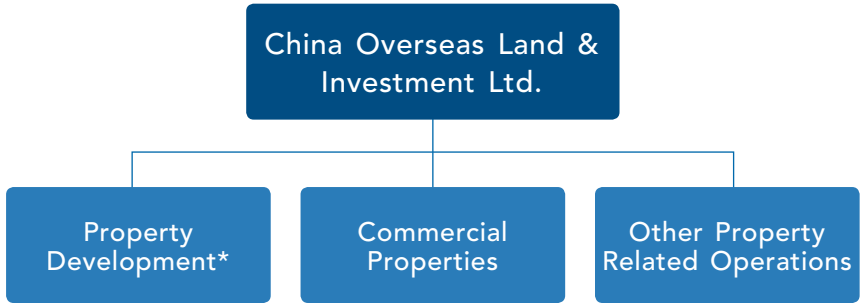 China Overseas Land &
Investment Ltd.
Property
Development*
Commercial
Properties
Other Property
Related Operations